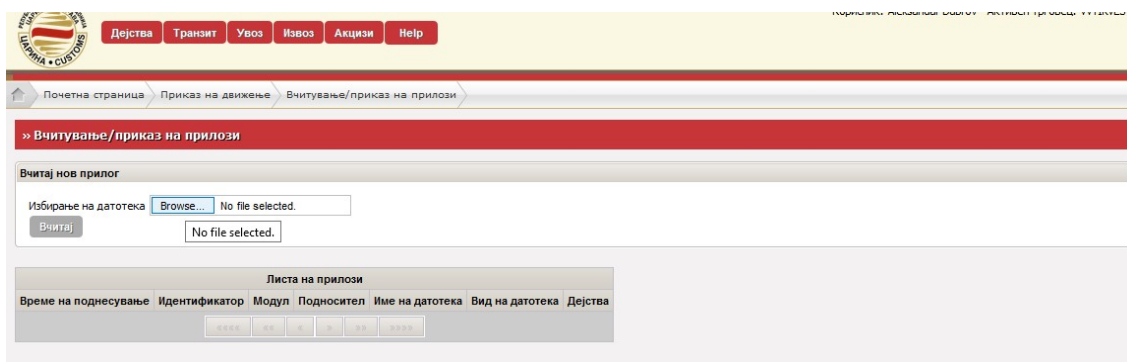 ЦАРИНА • CUSTOMS
Дејства Транзит Увоз Извоз Акцизи Help
Почетна страница Приказ на движење Вчитување/приказ на прилози
» Вчитување/приказ на прилози
Вчитај нов прилог
Избирање на датотека Browse... No file selected.
Вчитај
No file selected.
Листа на прилози
Време на поднесување Идентификатор Модул Подносител Име на датотека Вид на датотека Дејства
«««« «« « » »» »»»»